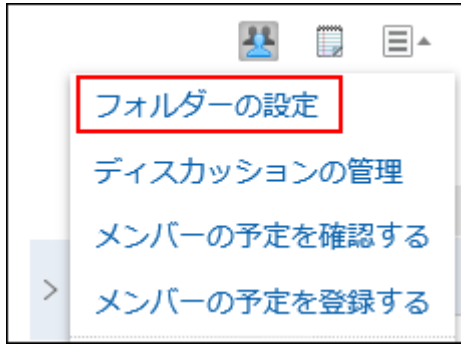 フォルダーの設定
ディスカッションの管理
メンバーの予定を確認する
メンバーの予定を登録する